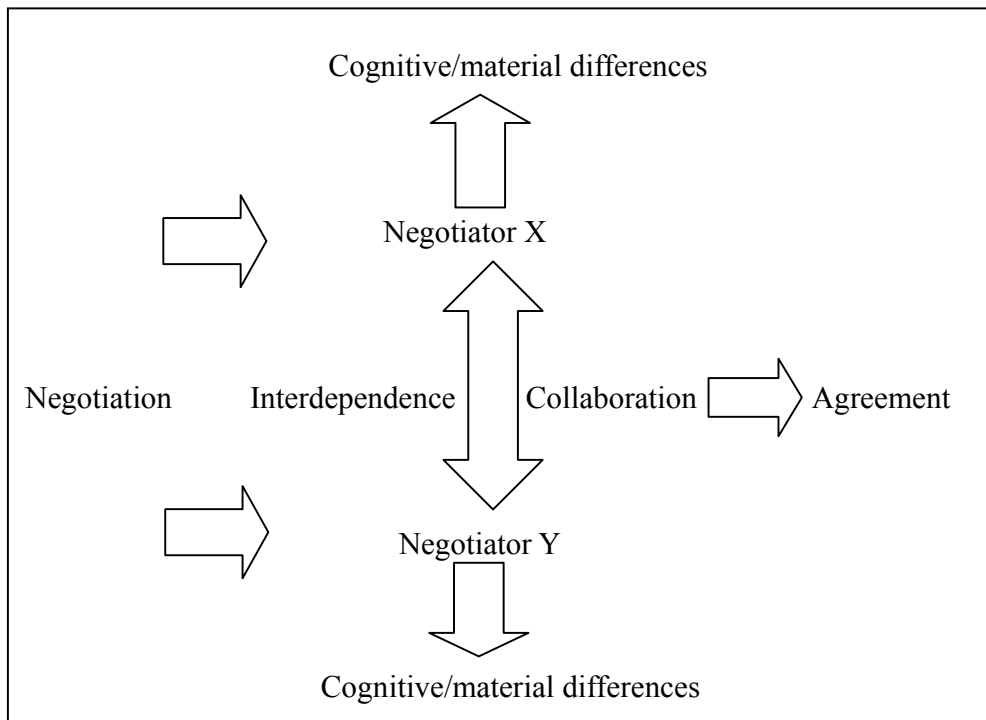 Cognitive/material differences
Negotiator X
Negotiation
Interdependence
Collaboration
Agreement
Negotiator Y
Cognitive/material differences